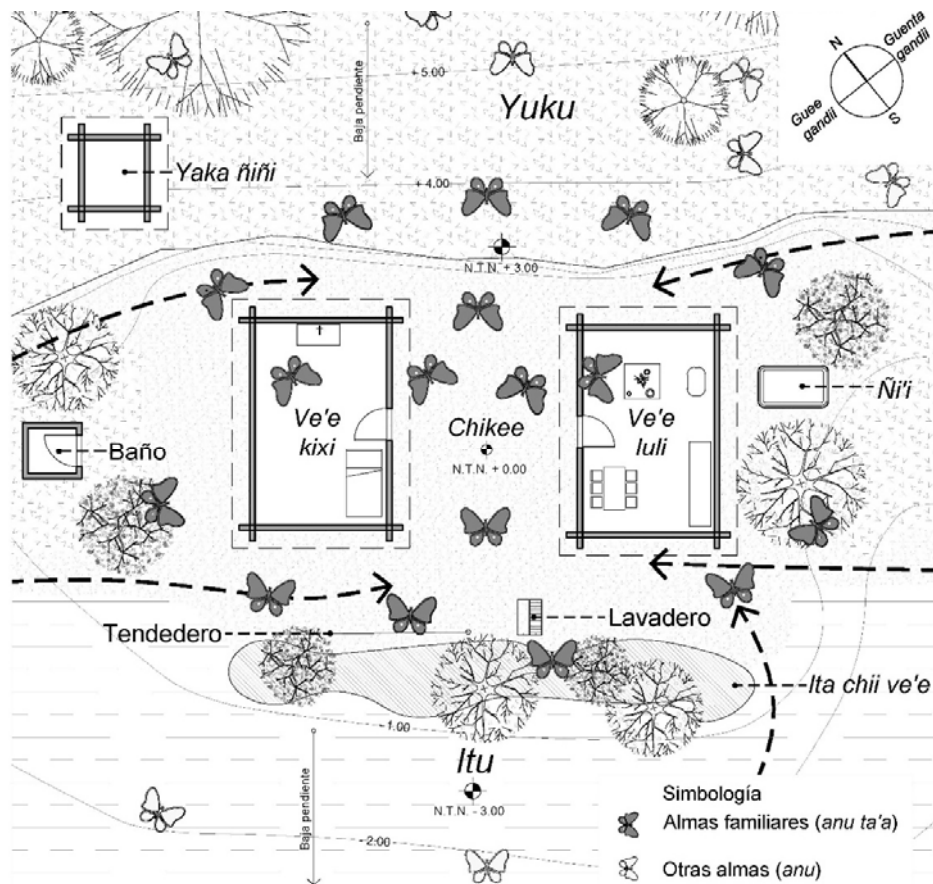 N
Guenta
gandii
Guee
gandii
S
Baja pendiente
+ 5.00
Yuku
Yaka ñiñi
+ 4.00
N.T.N. + 3.00
Ve'e
kixi
Chikee
N.T.N. + 0.00
Ve'e
luli
Ñi'i
Baño
Tendedero
Lavadero
Ita chii ve'e
-1.00
Itu
N.T.N. - 3.00
Baja pendiente
-2.00
Simbología
Almas familiares (anu ta'a)
Otras almas (anu)